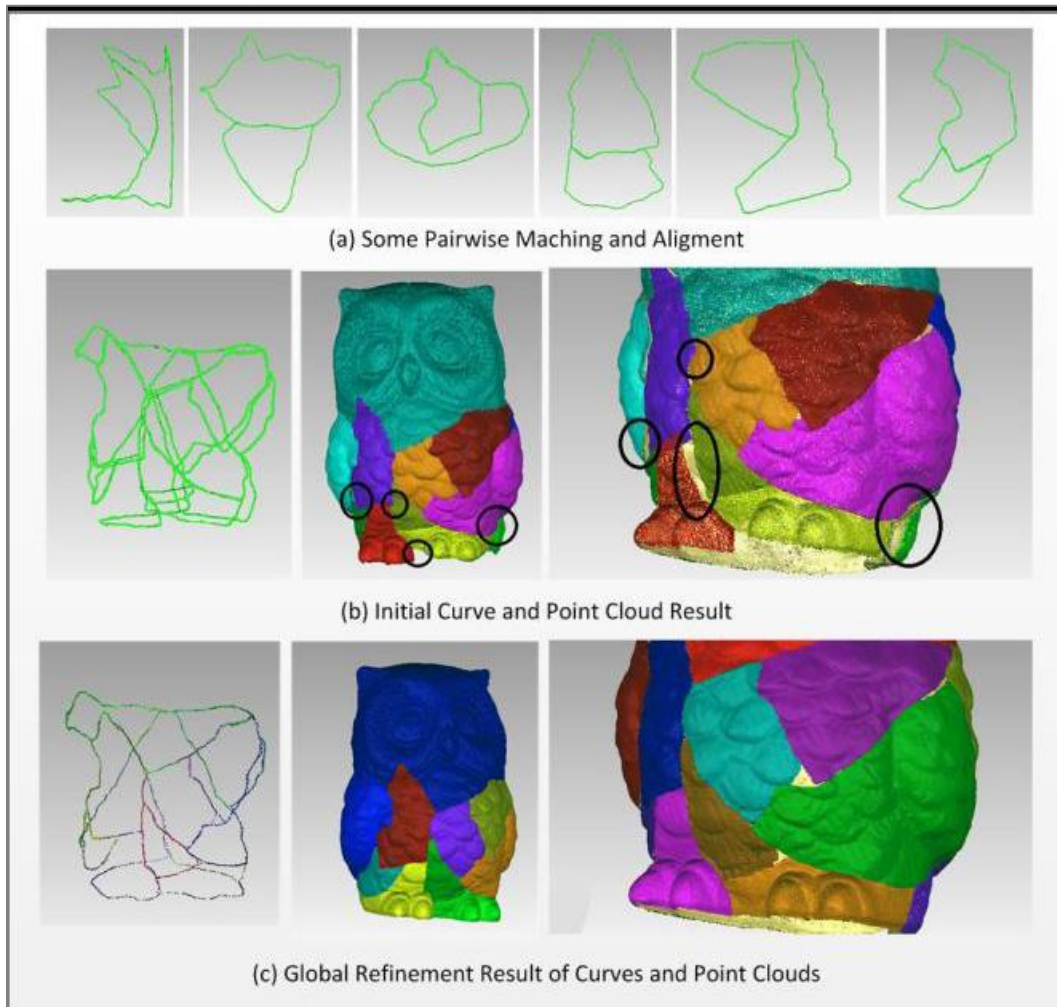 (a) Some Pairwise Maching and Aligment
(b) Initial Curve and Point Cloud Result
(c) Global Refinement Result of Curves and Point Clouds